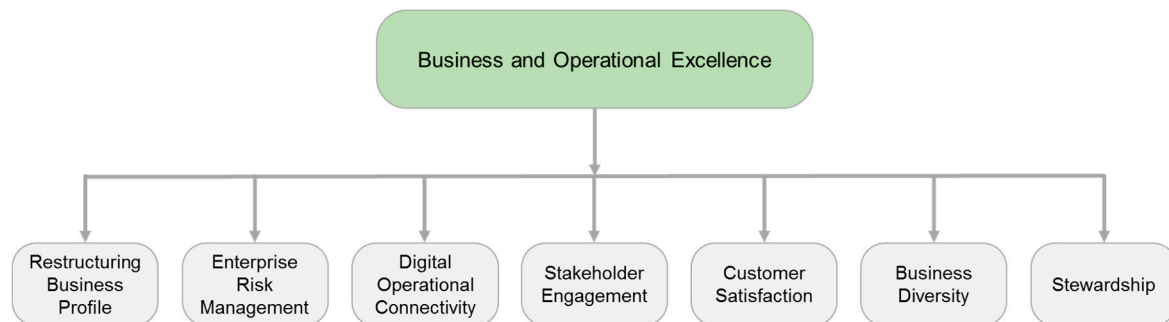 Business and Operational Excellence
Restructuring
Business
Profile
Enterprise
Risk
Management
Digital
Operational
Connectivity
Stakeholder
Engagement
Customer
Satisfaction
Business
Diversity
Stewardship